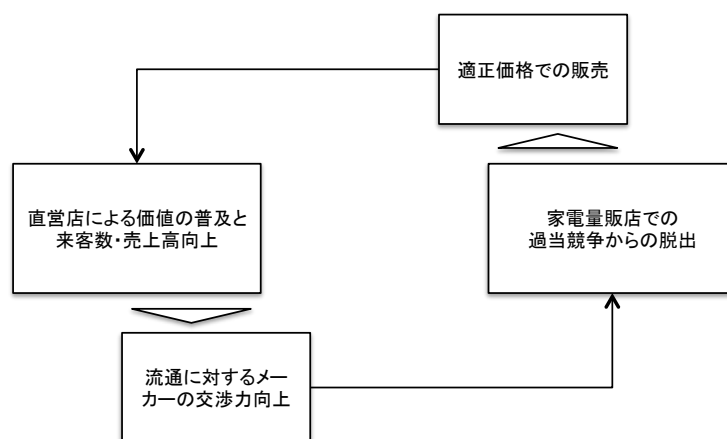 適正価格での販売
直営店による価値の普及と
来客数・売上高向上
家電量販店での
過当競争からの脱出
流通に対するメー
カーの交渉力向上